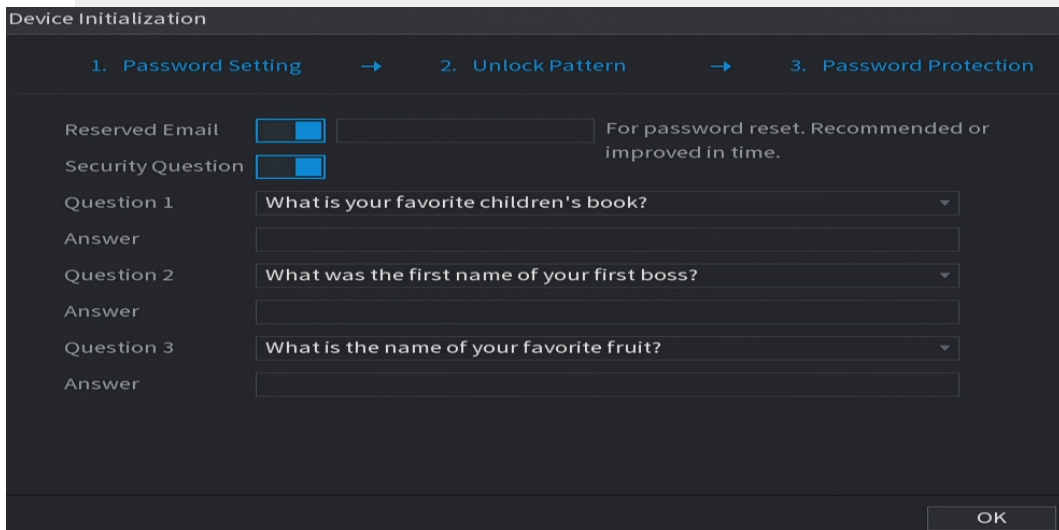 Device Initialization
1. Password Setting → 2. Unlock Pattern → 3. Password Protection
Reserved Email
For password reset. Recommended or
improved in time.
Security Question
Question 1 What is your favorite children's book?
Answer
Question 2 What was the first name of your first boss?
Answer
Question 3 What is the name of your favorite fruit?
Answer
OK